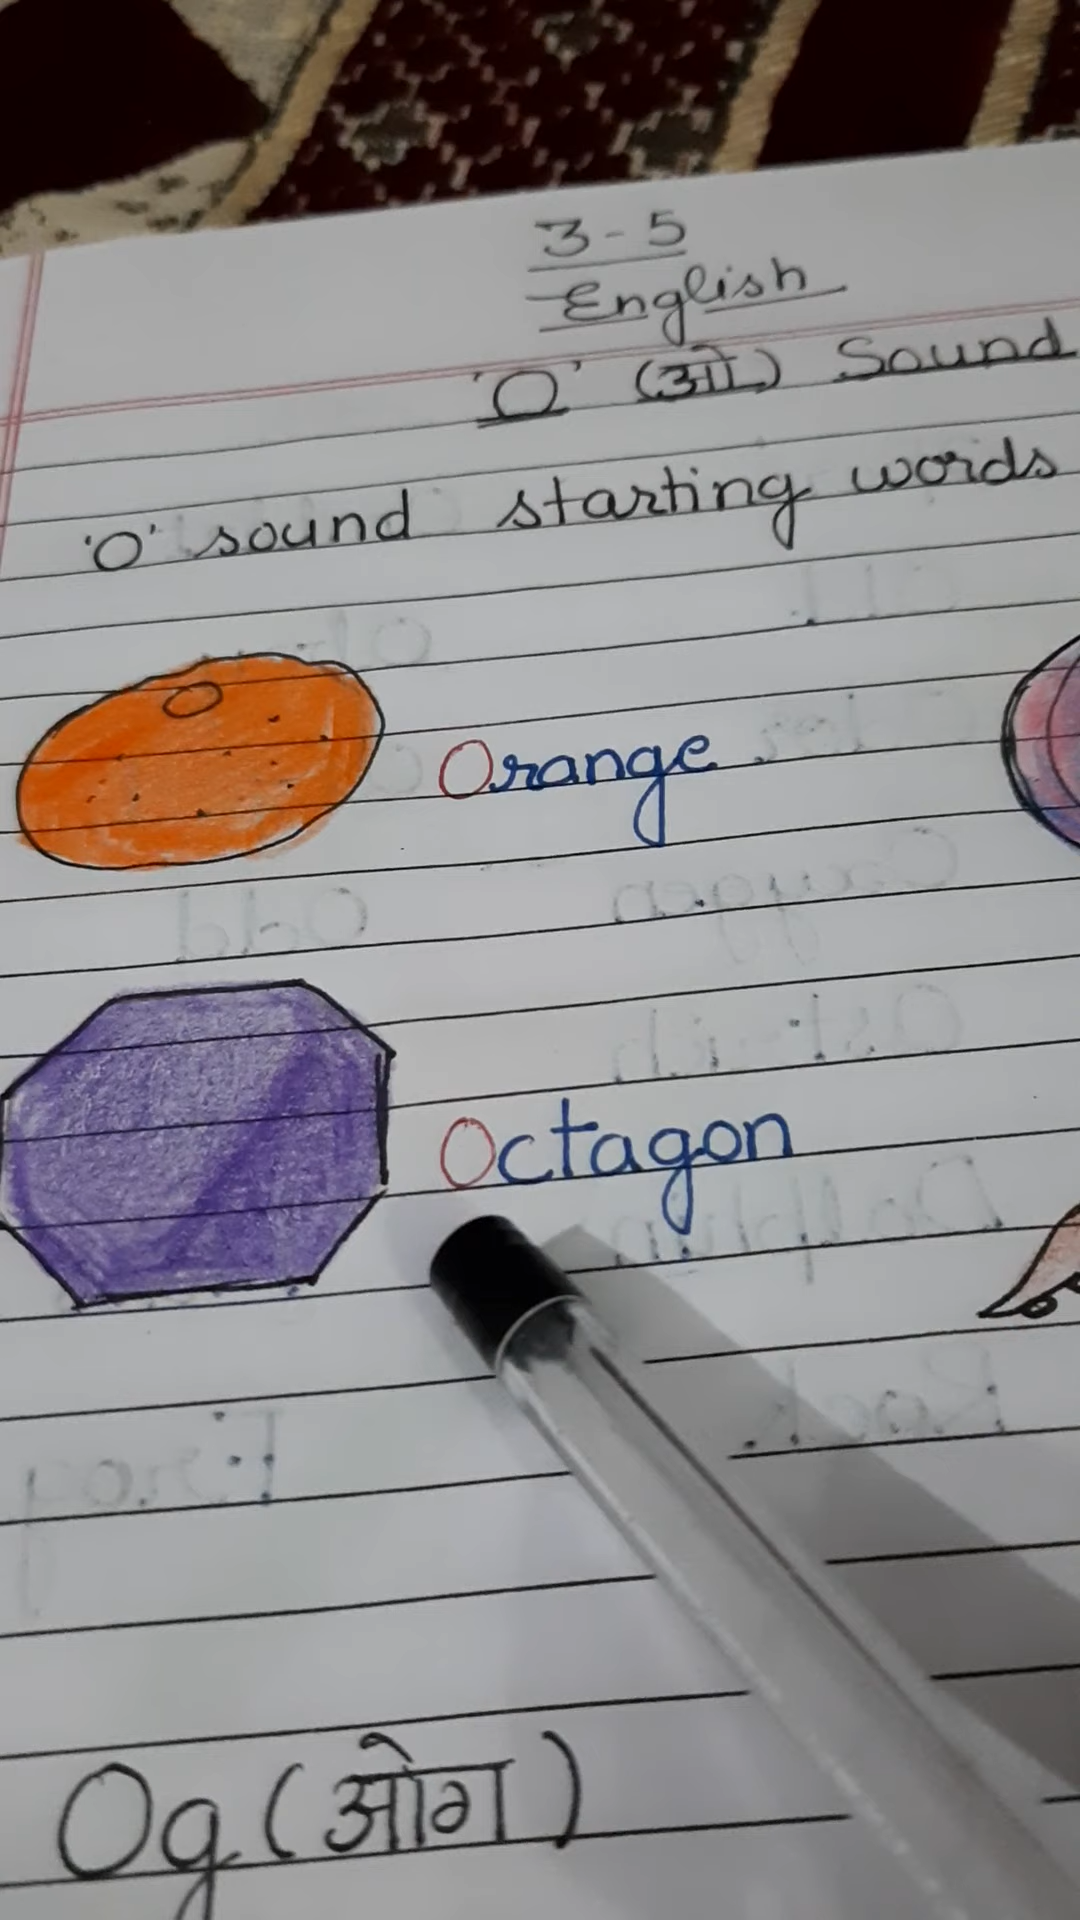 3-5
English
'O' (ओ) Sound
'O' sound starting words
Orange
Octagon
Og (ओग)